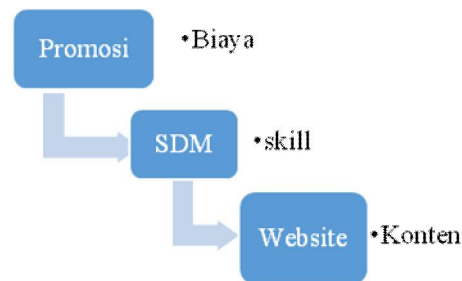 Promosi
•Biaya
SDM
•skill
Website
•Konten